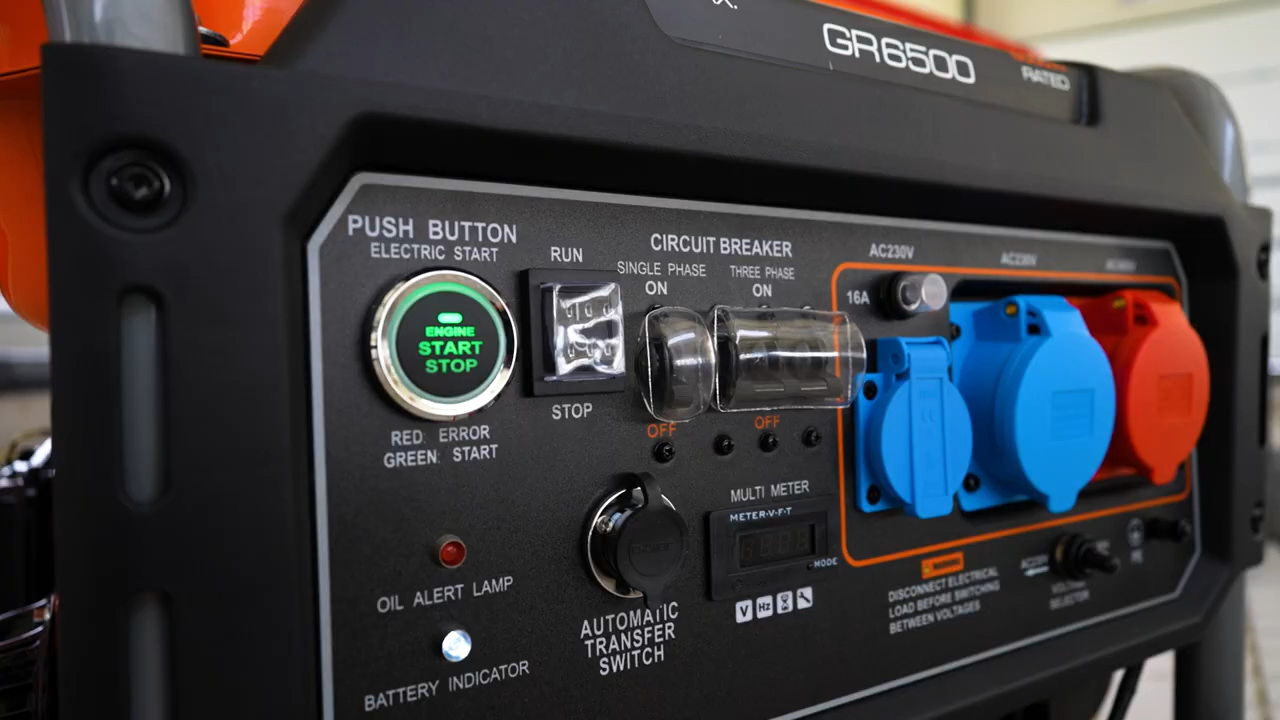 GR6500
RATED
PUSH BUTTON
ELECTRIC START
ENGINE
START
STOP
RED: ERROR
GREEN: START
RUN
STOP
CIRCUIT BREAKER
SINGLE PHASE
ON
THREE PHASE
ON
OFF
OFF
AC230V
AC230V
16A
OIL ALERT LAMP
BATTERY INDICATOR
AUTOMATIC
TRANSFER
SWITCH
MULTI METER
METER·V·F·T
MODE
V
Hz
DISCONNECT ELECTRICAL
LOAD BEFORE SWITCHING
BETWEEN VOLTAGES
VOLTAGE
SELECTOR